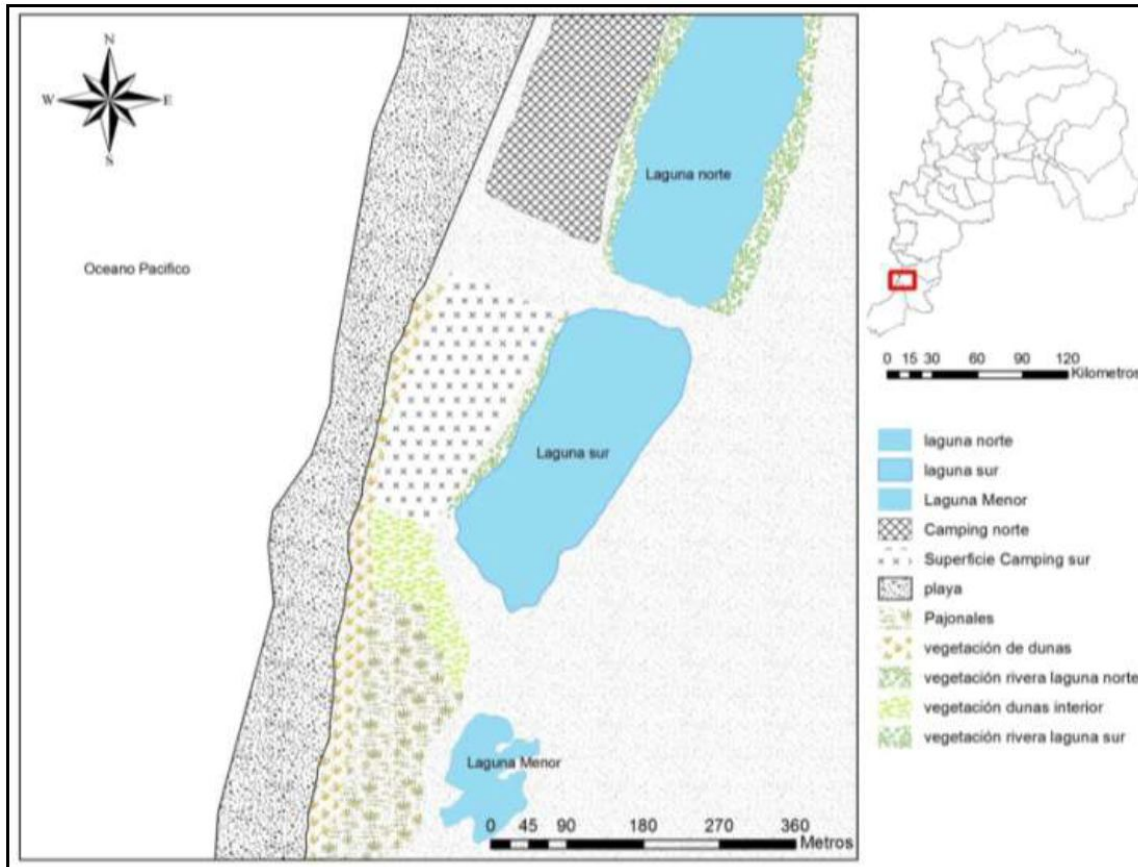 N
W
E
S
Oceano Pacifico
Laguna norte
Laguna sur
Laguna Menor
0 45 90 180 270 360
Metros
0 15 30 60 90 120
Kilometros
laguna norte
laguna sur
Laguna Menor
Camping norte
Superficie Camping sur
playa
Pajonales
vegetación de dunas
vegetación rivera laguna norte
vegetación dunas interior
vegetación rivera laguna sur